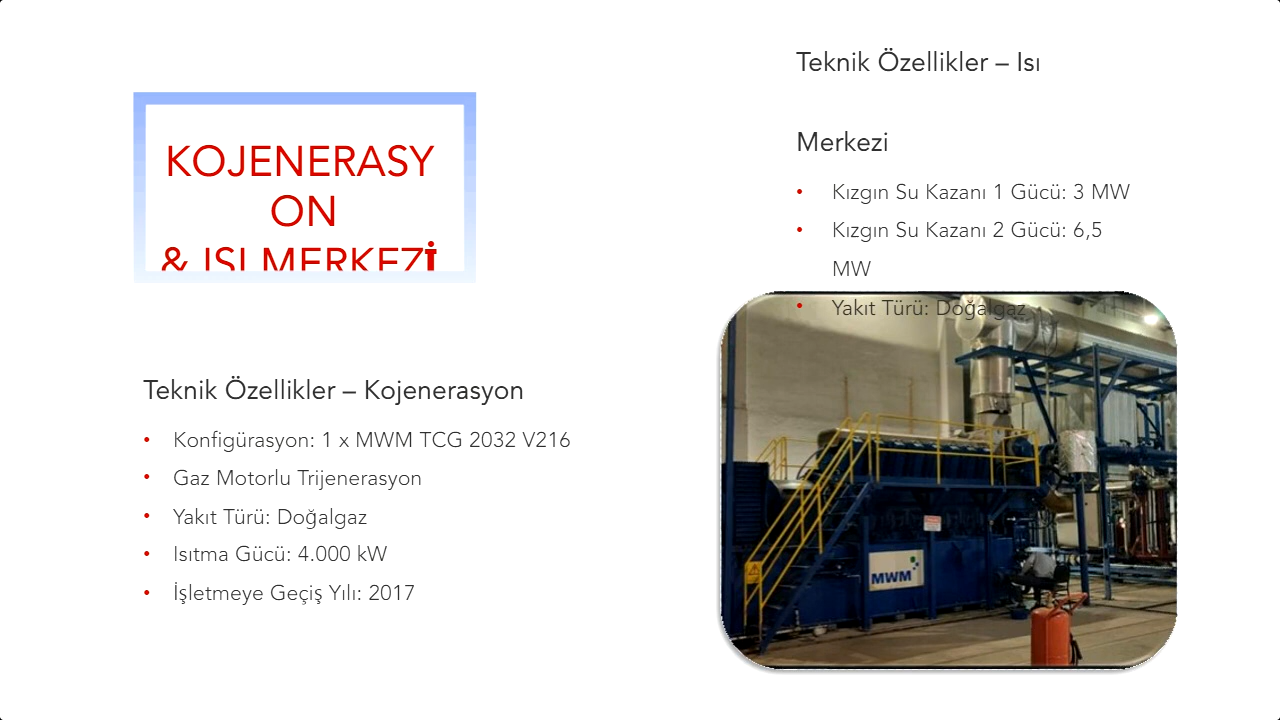 KOJENERASY
ON
& ISI MERKEZİ
Teknik Özellikler – Kojenerasyon
• Konfigürasyon: 1 x MWM TCG 2032 V216
• Gaz Motorlu Trijenerasyon
• Yakıt Türü: Doğalgaz
• Isıtma Gücü: 4.000 kW
• İşletmeye Geçiş Yılı: 2017
Teknik Özellikler – Isı
Merkezi
• Kızgın Su Kazanı 1 Gücü: 3 MW
• Kızgın Su Kazanı 2 Gücü: 6,5
MW
• Yakıt Türü: Doğalgaz
MWM